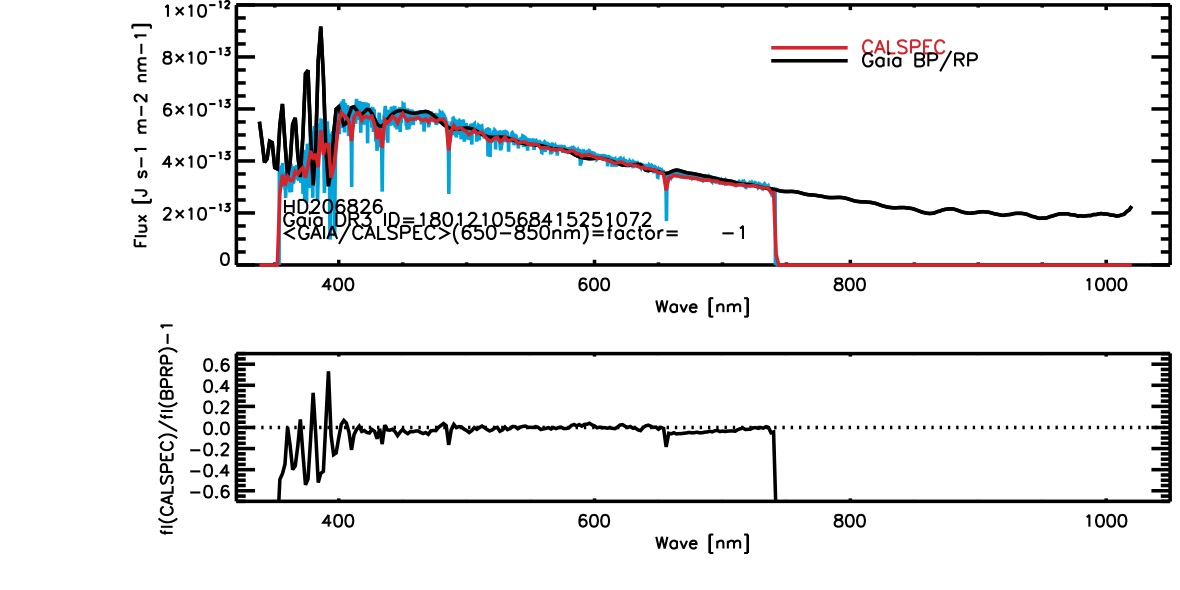 1×10−12
8×10−13
6×10−13
4×10−13
2×10−13
0
Flux [J s−1 m−2 nm−1]
CALSPEC
Gaia BP/RP
HD206826
Gaia DR3 ID=1801210568415251072
<GAIA/CALSPEC>(650−850nm)=factor= −1
400 600 800 1000
Wave [nm]
fl(CALSPEC)/fl(BPRP)−1
0.6
0.4
0.2
0.0
−0.2
−0.4
−0.6
400 600 800 1000
Wave [nm]